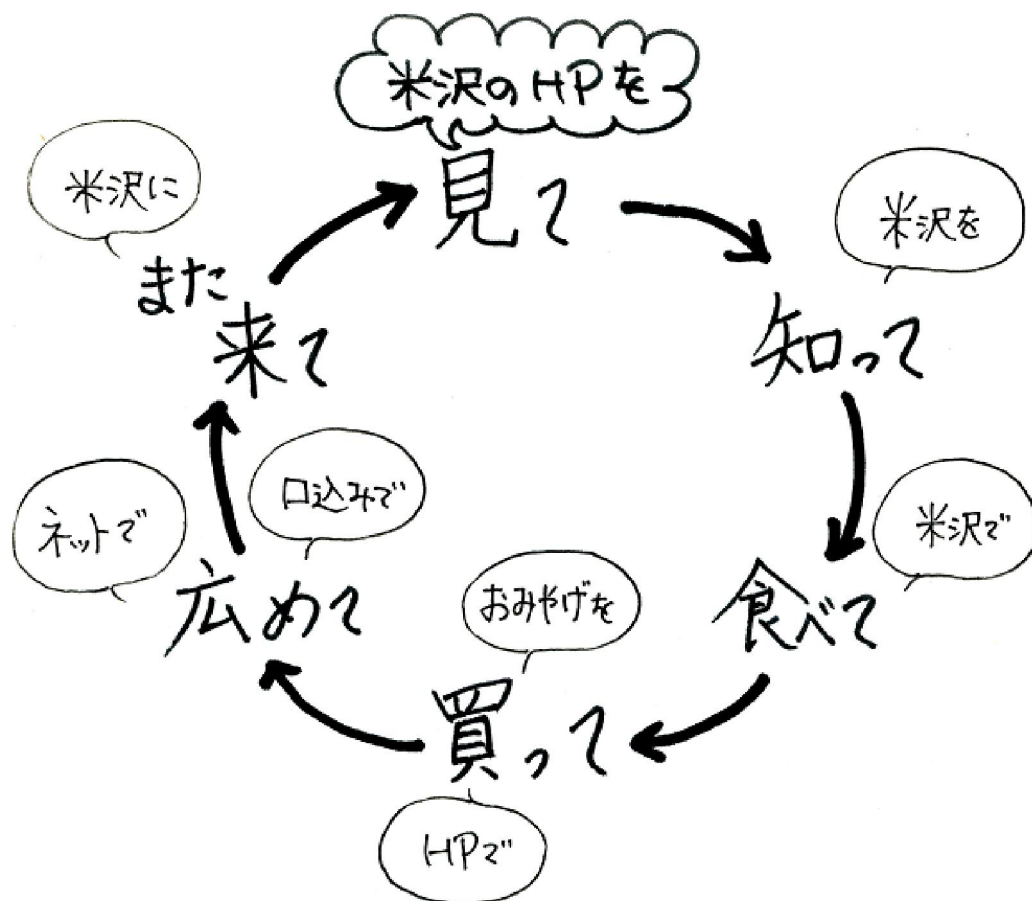 米沢のHPを
見て
米沢を
知って
米沢で
食べて
おみやげを
買って
HPで
口込みで
ネットで
広めて
米沢に
また
来て